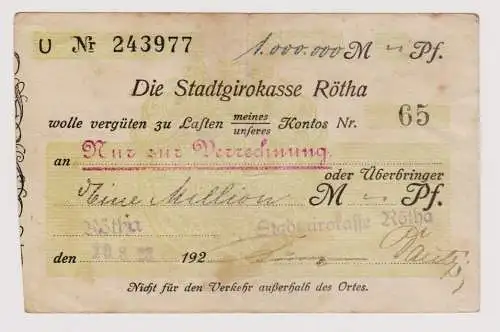 U Nr 243977 1.000.000 M – Pf.
Die Stadtgirokasse Rötha
wolle vergüten zu Lasten meines/unseres Kontos Nr. 65
an Nur zur Verrechnung.
oder Überbringer
Eine Million M – Pf.
Rötha Stadtgirokasse Rötha
den 192
Nicht für den Verkehr außerhalb des Ortes.